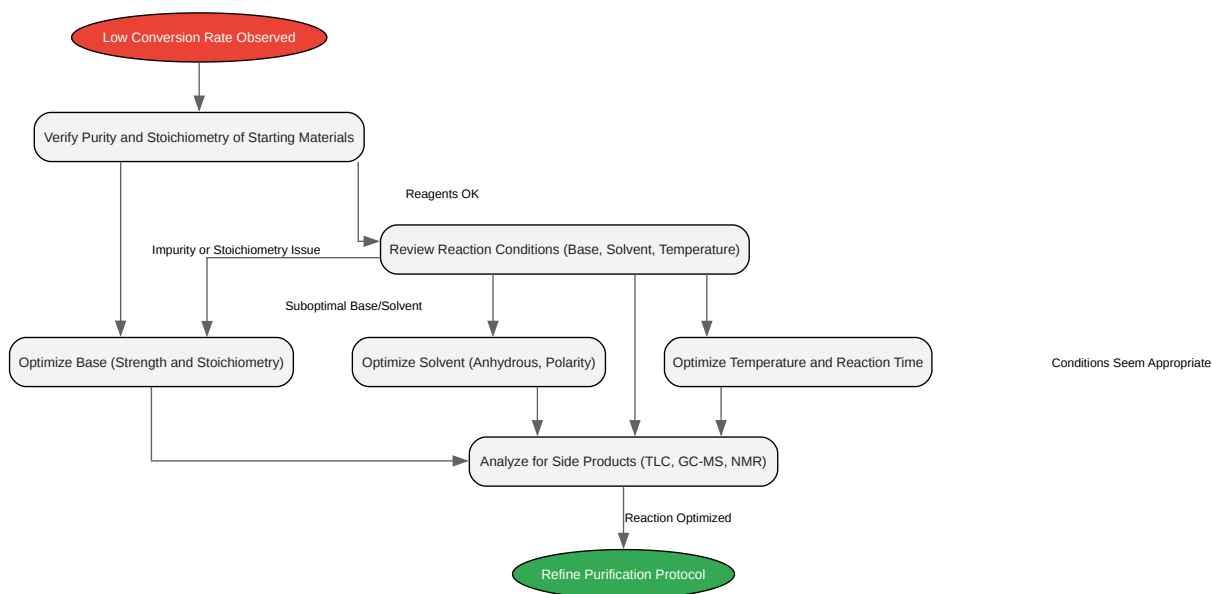 Low Conversion Rate Observed
Verify Purity and Stoichiometry of Starting Materials
Reagents OK
Review Reaction Conditions (Base, Solvent, Temperature)
Impurity or Stoichiometry Issue
Suboptimal Base/Solvent
Optimize Base (Strength and Stoichiometry)
Optimize Solvent (Anhydrous, Polarity)
Optimize Temperature and Reaction Time
Conditions Seem Appropriate
Analyze for Side Products (TLC, GC-MS, NMR)
Reaction Optimized
Refine Purification Protocol